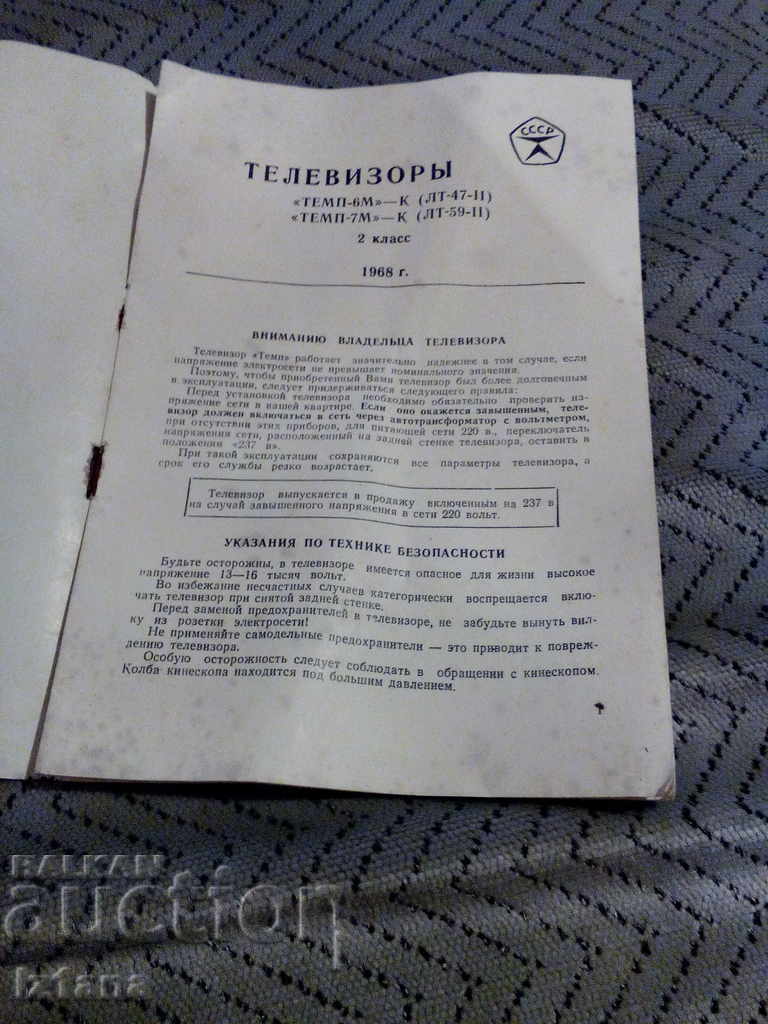 СССР
ТЕЛЕВИЗОРЫ
«ТЕМП-6М»—К (ЛТ-47-II)
«ТЕМП-7М»—К (ЛТ-59-II)
2 класс
1968 г.
ВНИМАНИЮ ВЛАДЕЛЬЦА ТЕЛЕВИЗОРА
Телевизор «Темп» работает значительно надежнее в том случае, если
напряжение электросети не превышает номинального значения.
Поэтому, чтобы приобретенный Вами телевизор был более долговечным
в эксплуатации, следует придерживаться следующего правила:
Перед установкой телевизора необходимо обязательно проверить на-
пряжение сети в вашей квартире. Если оно окажется завышенным, теле-
визор должен включаться в сеть через автотрансформатор с вольтметром,
при отсутствии этих приборов, для питающей сети 220 в., переключатель
напряжения сети, расположенный на задней стенке телевизора, оставить в
положении «237 в».
При такой эксплуатации сохраняются все параметры телевизора, а
срок его службы резко возрастает.
Телевизор выпускается в продажу включенным на 237 в
на случай завышенного напряжения в сети 220 вольт.
УКАЗАНИЯ ПО ТЕХНИКЕ БЕЗОПАСНОСТИ
Будьте осторожны, в телевизоре имеется опасное для жизни высокое
напряжение 13—16 тысяч вольт.
Во избежание несчастных случаев категорически воспрещается вклю-
чать телевизор при снятой задней стенке.
Перед заменой предохранителей в телевизоре, не забудьте вынуть вил-
ку из розетки электросети!
Не применяйте самодельные предохранители — это приводит к повреж-
дению телевизора.
Особую осторожность следует соблюдать в обращении с кинескопом.
Колба кинескопа находится под большим давлением.
BALKAN
auction
Iztana